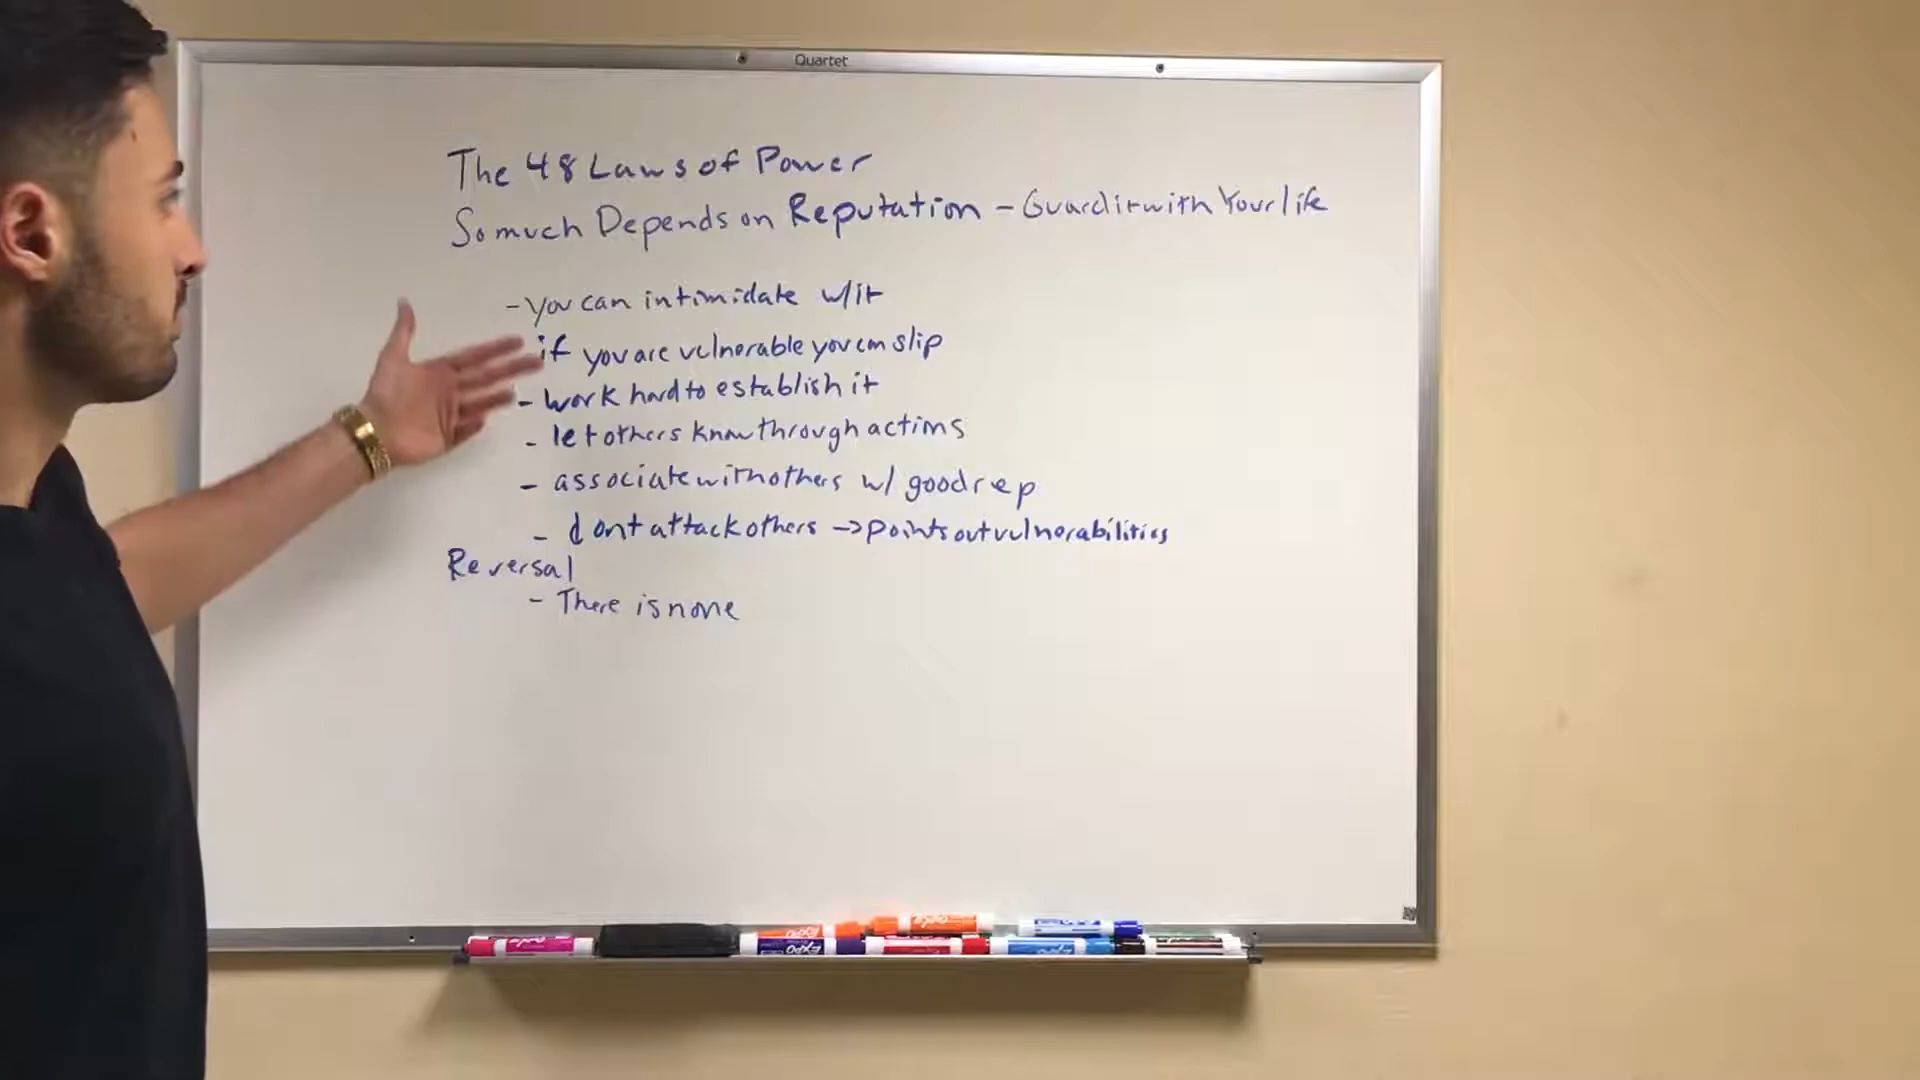 Quartet
The 48 Laws of Power
So much Depends on Reputation - Guard it with Your life
- you can intimidate w/it
if you are vulnerable you can slip
- work hard to establish it
- let others know through actions
- associate with others w/ good rep
- dont attack others → points out vulnerabilities
Reversal
- There is none
EXPO